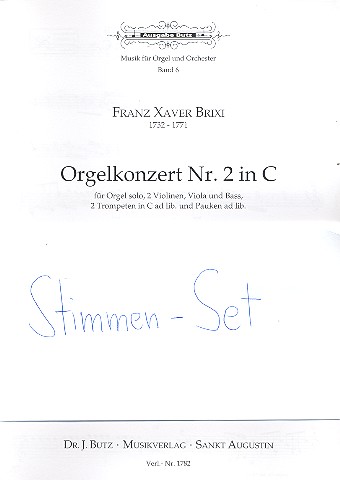 Ausgabe Butz
Musik für Orgel und Orchester
Band 6
FRANZ XAVER BRIXI
1732 - 1771
Orgelkonzert Nr. 2 in C
für Orgel solo, 2 Violinen, Viola und Bass,
2 Trompeten in C ad lib. und Pauken ad lib.
Stimmen - Set
DR. J. BUTZ · MUSIKVERLAG · SANKT AUGUSTIN
Verl.- Nr. 1782